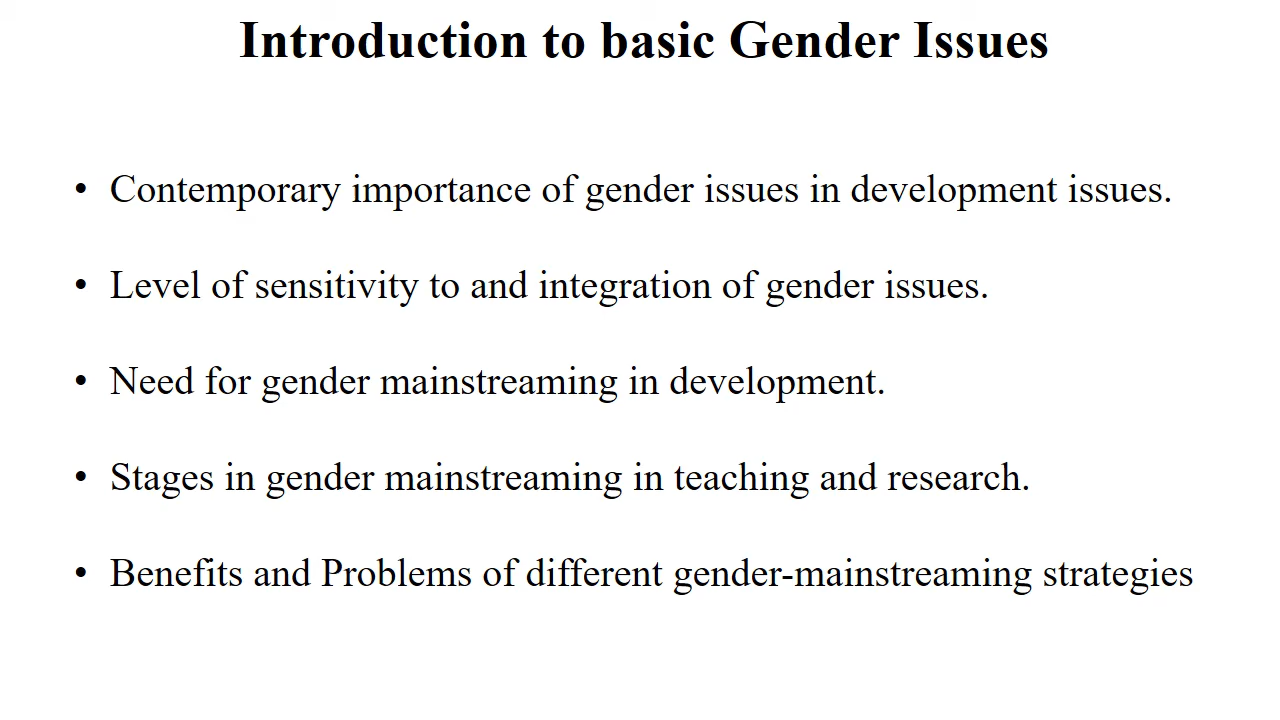 Introduction to basic Gender Issues
• Contemporary importance of gender issues in development issues.
• Level of sensitivity to and integration of gender issues.
• Need for gender mainstreaming in development.
• Stages in gender mainstreaming in teaching and research.
• Benefits and Problems of different gender-mainstreaming strategies